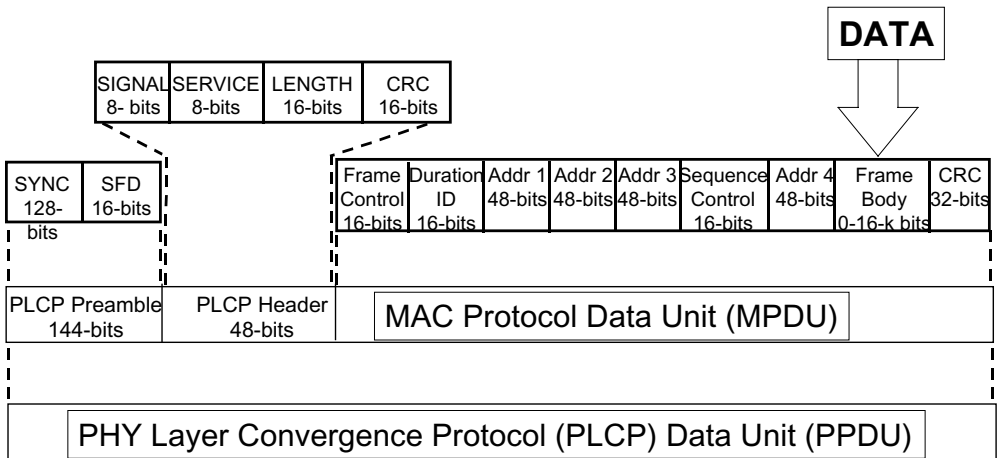 DATA
SIGNAL SERVICE LENGTH CRC
8- bits 8-bits 16-bits 16-bits
SYNC
128-
bits
SFD
16-bits
Frame
Control
16-bits
Duration
ID
16-bits
Addr 1
48-bits
Addr 2
48-bits
Addr 3
48-bits
Sequence
Control
16-bits
Addr 4
48-bits
Frame
Body
0-16-k bits
CRC
32-bits
PLCP Preamble
144-bits
PLCP Header
48-bits
MAC Protocol Data Unit (MPDU)
PHY Layer Convergence Protocol (PLCP) Data Unit (PPDU)